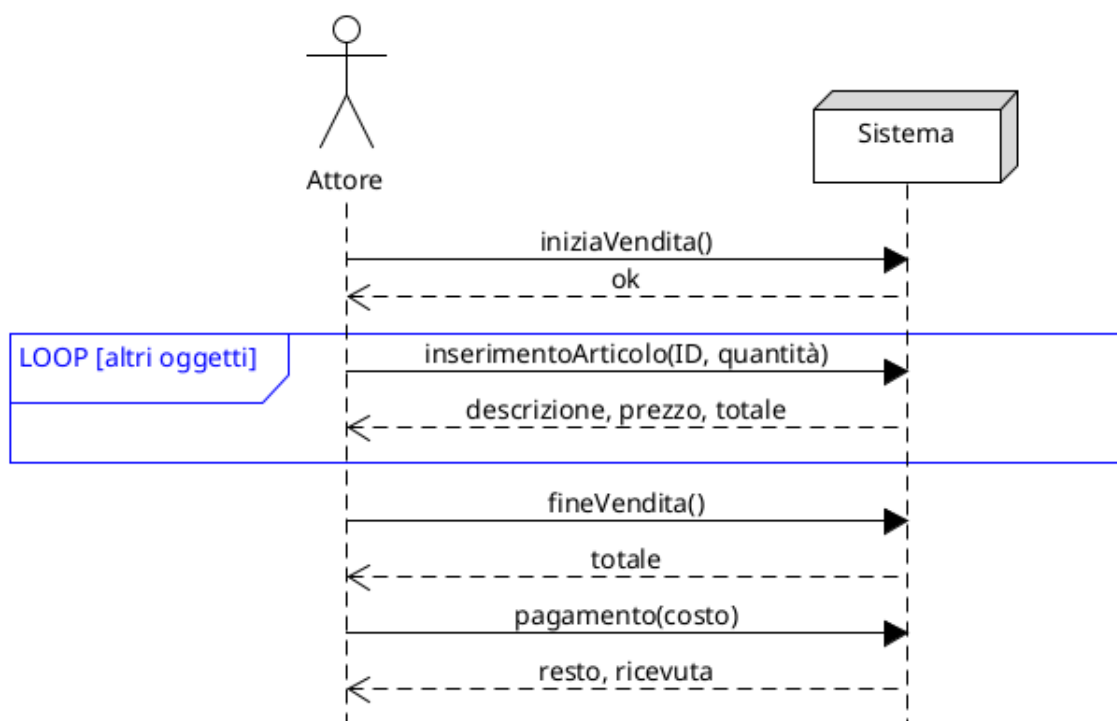 Attore
Sistema
iniziaVendita()
ok
LOOP [altri oggetti]
inserimentoArticolo(ID, quantità)
descrizione, prezzo, totale
fineVendita()
totale
pagamento(costo)
resto, ricevuta